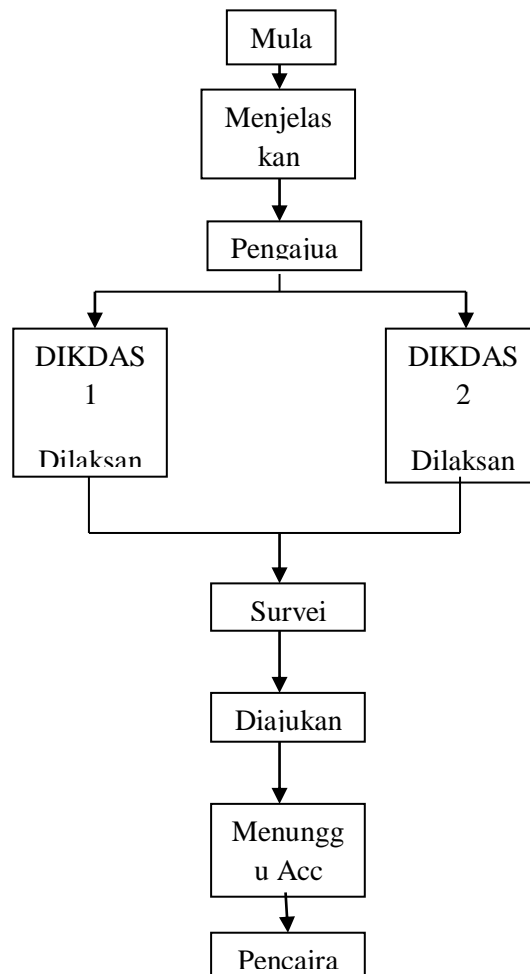 Mula
Menjelas
kan
Pengajua
DIKDAS
1
Dilaksan
DIKDAS
2
Dilaksan
Survei
Diajukan
Menungg
u Acc
Pencaira